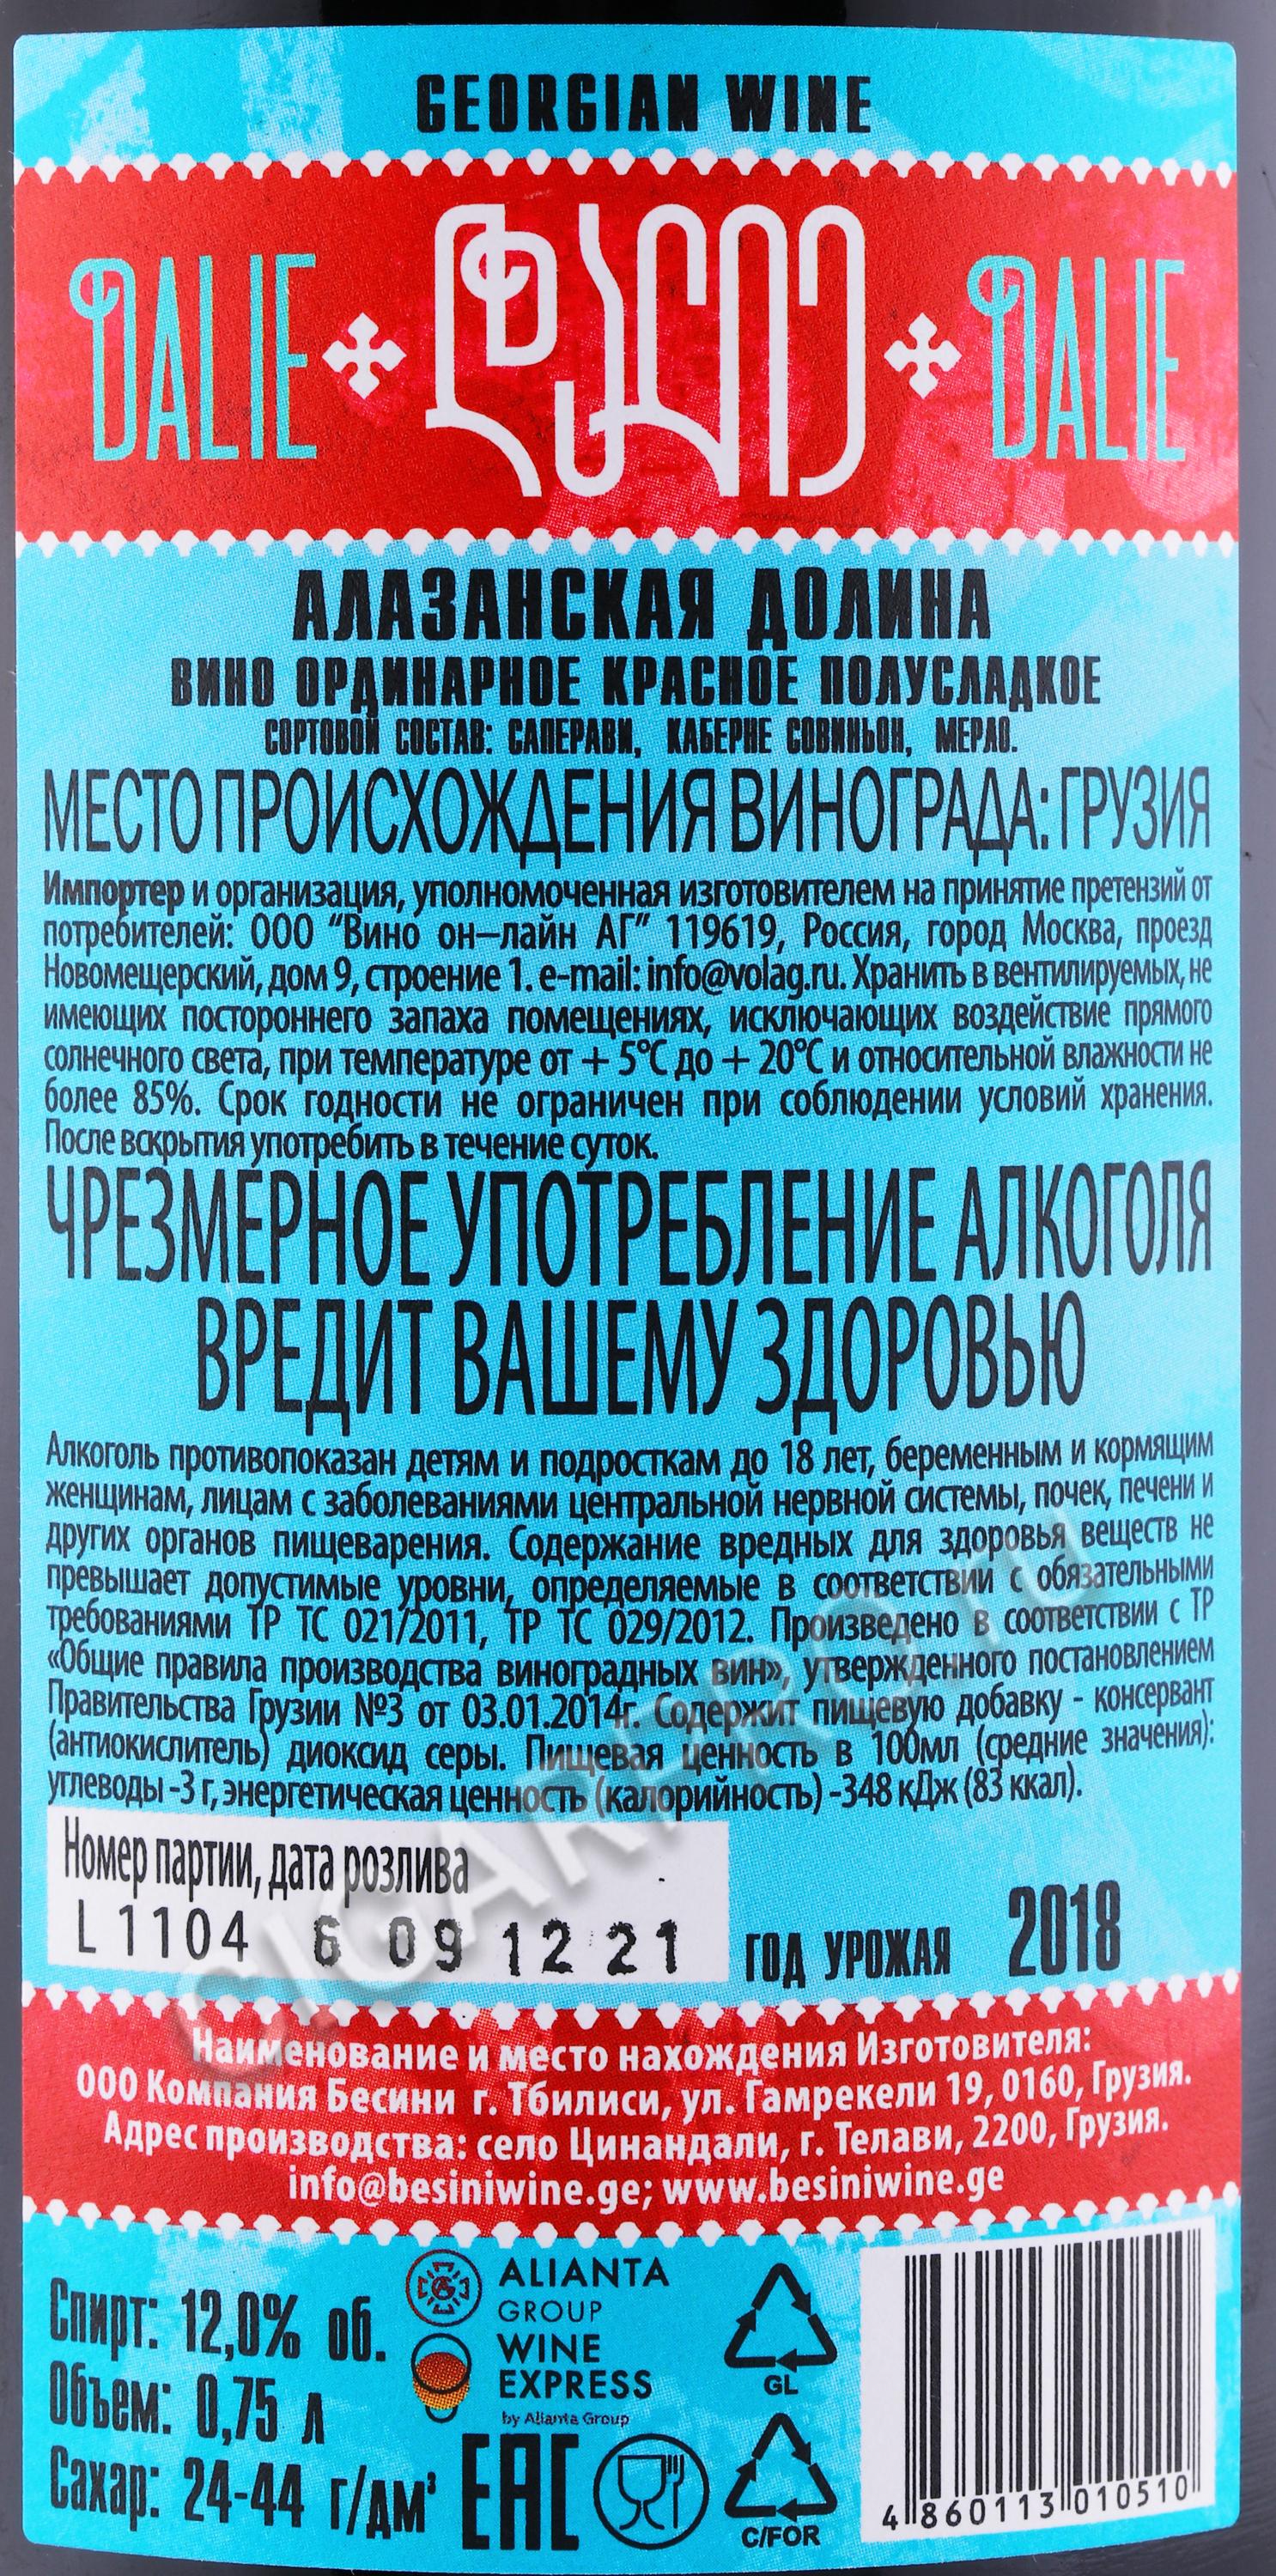 GEORGIAN WINE
DALIE დალი DALIE
АЛАЗАНСКАЯ ДОЛИНА
ВИНО ОРДИНАРНОЕ КРАСНОЕ ПОЛУСЛАДКОЕ
СОРТОВОЙ СОСТАВ: САПЕРАВИ, КАБЕРНЕ СОВИНЬОН, МЕРЛО.
МЕСТО ПРОИСХОЖДЕНИЯ ВИНОГРАДА: ГРУЗИЯ
Импортер и организация, уполномоченная изготовителем на принятие претензий от
потребителей: ООО “Вино он–лайн АГ” 119619, Россия, город Москва, проезд
Новомещерский, дом 9, строение 1. e-mail: info@volag.ru. Хранить в вентилируемых, не
имеющих постороннего запаха помещениях, исключающих воздействие прямого
солнечного света, при температуре от + 5°С до + 20°С и относительной влажности не
более 85%. Срок годности не ограничен при соблюдении условий хранения.
После вскрытия употребить в течение суток.
ЧРЕЗМЕРНОЕ УПОТРЕБЛЕНИЕ АЛКОГОЛЯ
ВРЕДИТ ВАШЕМУ ЗДОРОВЬЮ
Алкоголь противопоказан детям и подросткам до 18 лет, беременным и кормящим
женщинам, лицам с заболеваниями центральной нервной системы, почек, печени и
других органов пищеварения. Содержание вредных для здоровья веществ не
превышает допустимые уровни, определяемые в соответствии с обязательными
требованиями ТР ТС 021/2011, ТР ТС 029/2012. Произведено в соответствии с ТР
«Общие правила производства виноградных вин», утвержденного постановлением
Правительства Грузии №3 от 03.01.2014г. Содержит пищевую добавку - консервант
(антиокислитель) диоксид серы. Пищевая ценность в 100мл (средние значения):
углеводы -3 г, энергетическая ценность (калорийность) -348 кДж (83 ккал).
Номер партии, дата розлива
L 1104 6 09 12 21
ГОД УРОЖАЯ 2018
CIGARPRO.ru
Наименование и место нахождения Изготовителя:
ООО Компания Бесини г. Тбилиси, ул. Гамрекели 19, 0160, Грузия.
Адрес производства: село Цинандали, г. Телави, 2200, Грузия.
info@besiniwine.ge; www.besiniwine.ge
Спирт: 12,0% об.
Объем: 0,75 л
Сахар: 24-44 г/дм³
ALIANTA
GROUP
WINE
EXPRESS
by Alianta Group
EAC
GL
C/FOR
4 860113 010510